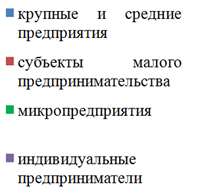 крупные и средние
предприятия
субъекты малого
предпринимательства
микропредприятия
индивидуальные
предприниматели